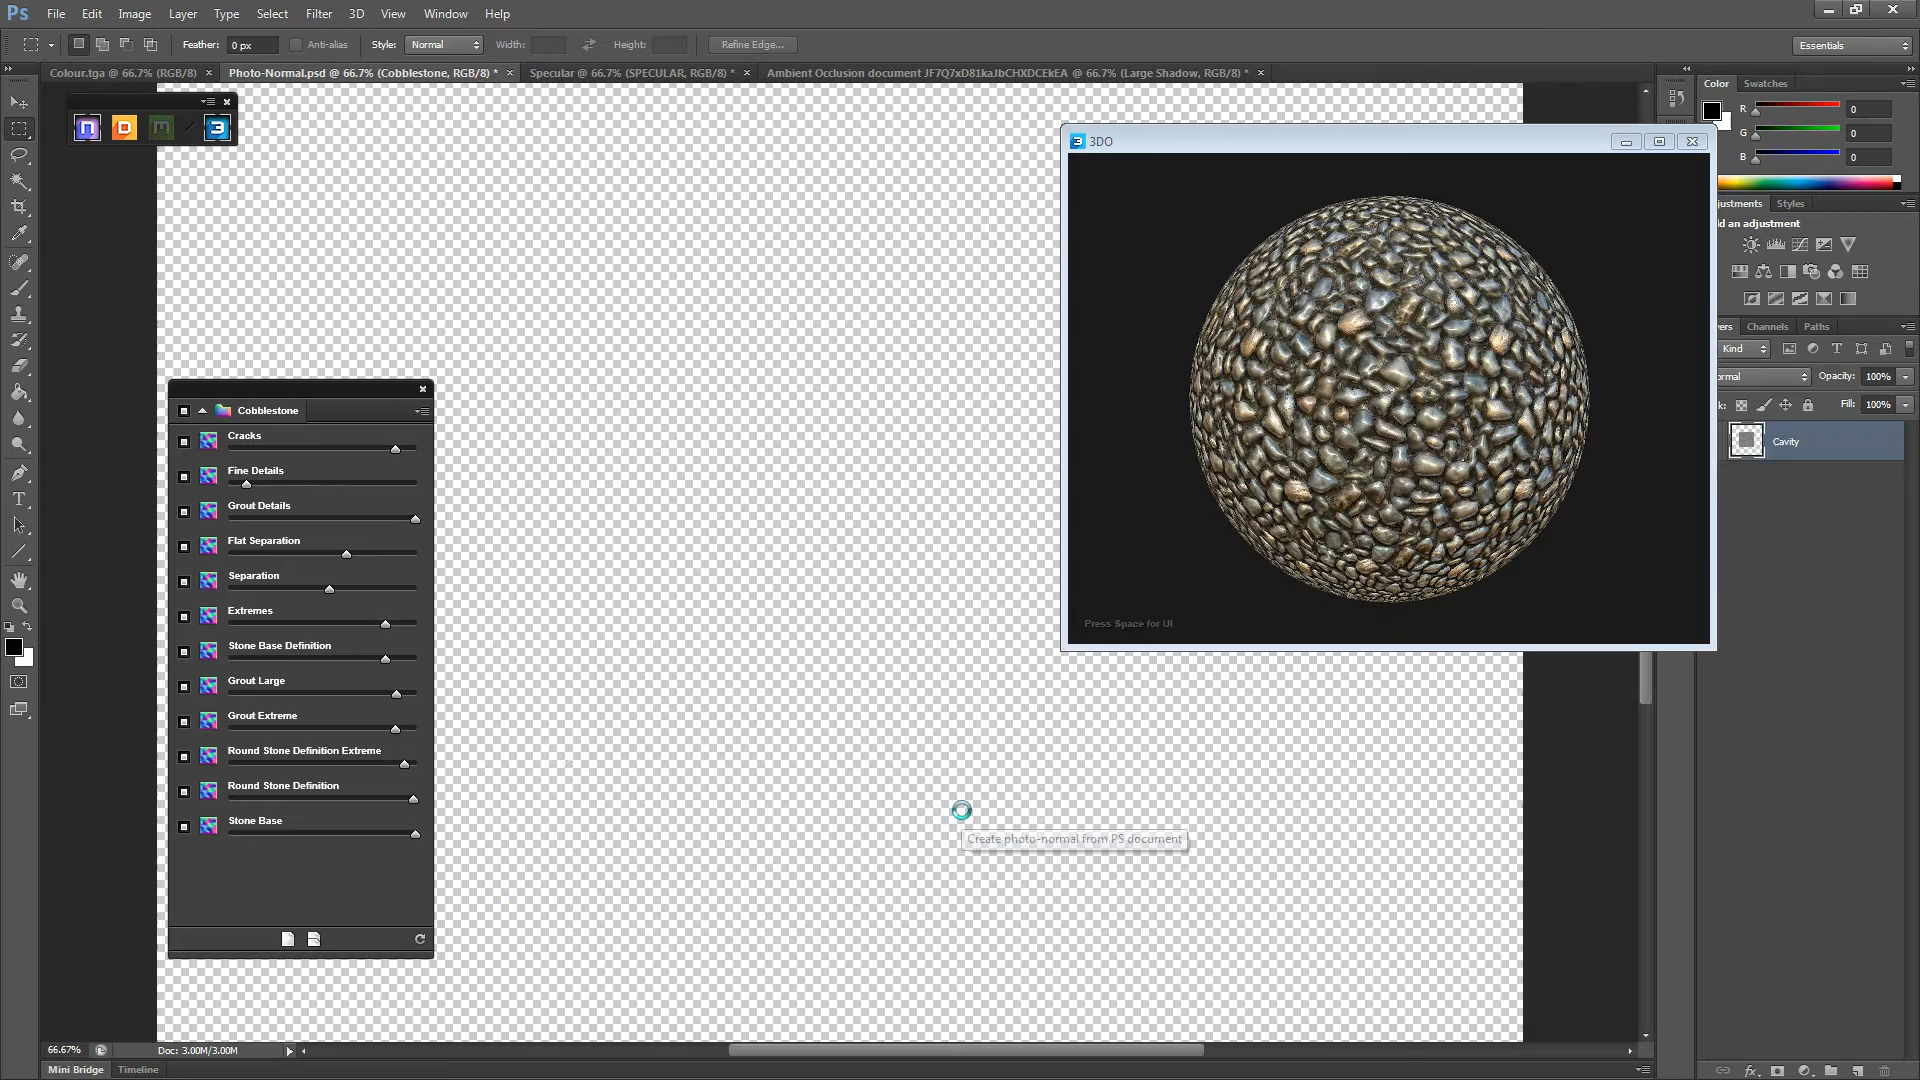 Ps File Edit Image Layer Type Select Filter 3D View Window Help
Feather: 0 px Anti-alias Style: Normal Width: Height: Refine Edge... Essentials
Colour.tga @ 66.7% (RGB/8) × Photo-Normal.psd @ 66.7% (Cobblestone, RGB/8) * × Specular @ 66.7% (SPECULAR, RGB/8) * × Ambient Occlusion document JF7Q7xD81kaJbCHXDCEkEA @ 66.7% (Large Shadow, RGB/8) * ×
Color Swatches
R 0
G 0
B 0
3DO
Press Space for UI
justments Styles
ld an adjustment
yers Channels Paths
Kind
ormal Opacity: 100%
k: Fill: 100%
Cavity
Cobblestone
Cracks
Fine Details
Grout Details
Flat Separation
Separation
Extremes
Stone Base Definition
Grout Large
Grout Extreme
Round Stone Definition Extreme
Round Stone Definition
Stone Base
Create photo-normal from PS document
66.67% Doc: 3.00M/3.00M
Mini Bridge Timeline